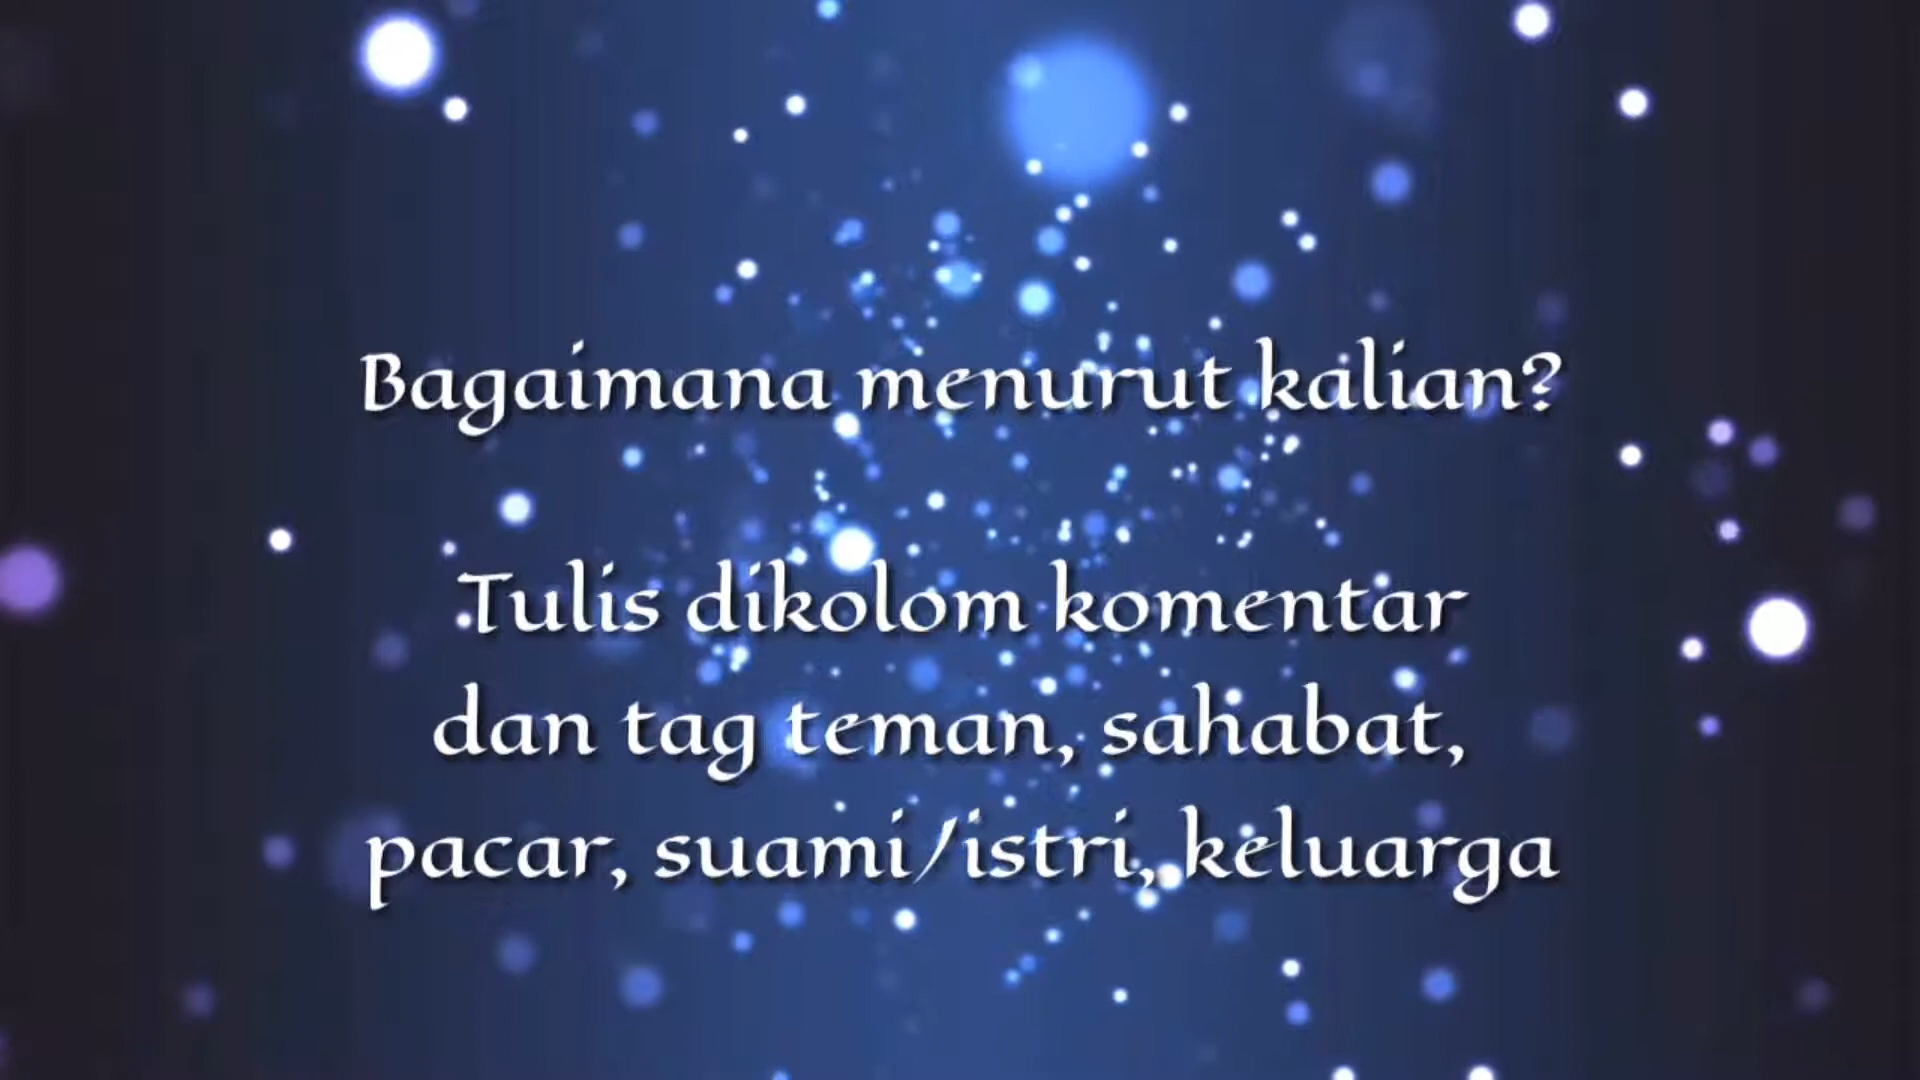 Bagaimana menurut kalian?
Tulis dikolom komentar
dan tag teman, sahabat,
pacar, suami/istri, keluarga